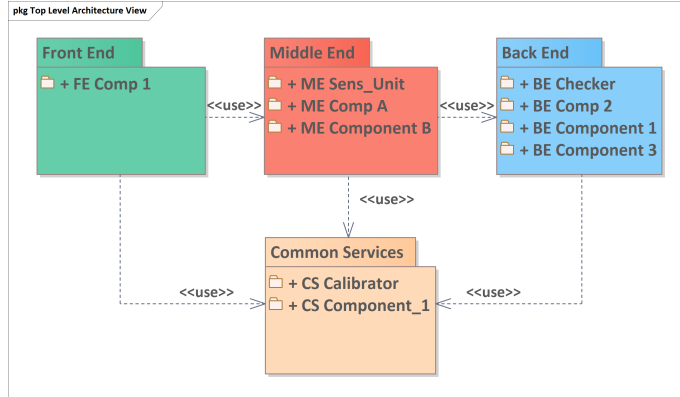 pkg Top Level Architecture View
Front End
+ FE Comp 1
<<use>>
Middle End
+ ME Sens_Unit
+ ME Comp A
+ ME Component B
<<use>>
Back End
+ BE Checker
+ BE Comp 2
+ BE Component 1
+ BE Component 3
<<use>>
Common Services
+ CS Calibrator
+ CS Component_1
<<use>>
<<use>>